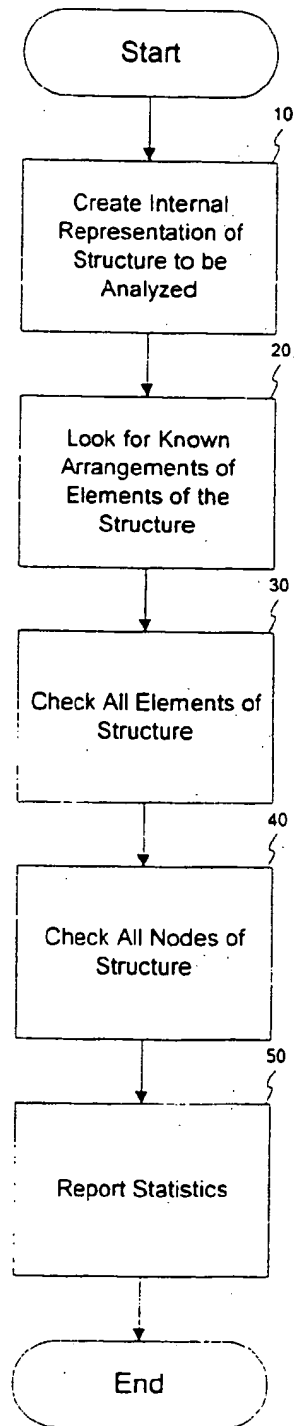 Start
10
Create Internal
Representation of
Structure to be
Analyzed
20
Look for Known
Arrangements of
Elements of the
Structure
30
Check All Elements of
Structure
40
Check All Nodes of
Structure
50
Report Statistics
End